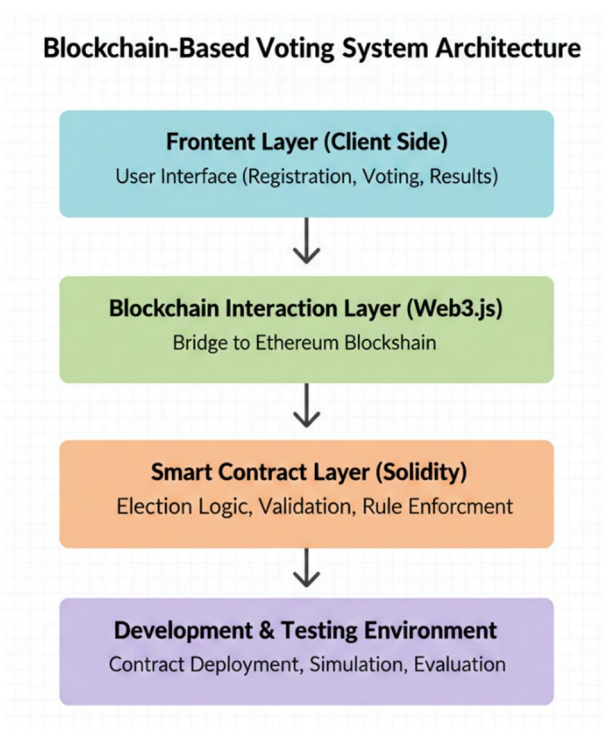 Blockchain-Based Voting System Architecture
Frontent Layer (Client Side)
User Interface (Registration, Voting, Results)
Blockchain Interaction Layer (Web3.js)
Bridge to Ethereum Blockshain
Smart Contract Layer (Solidity)
Election Logic, Validation, Rule Enforcment
Development & Testing Environment
Contract Deployment, Simulation, Evaluation